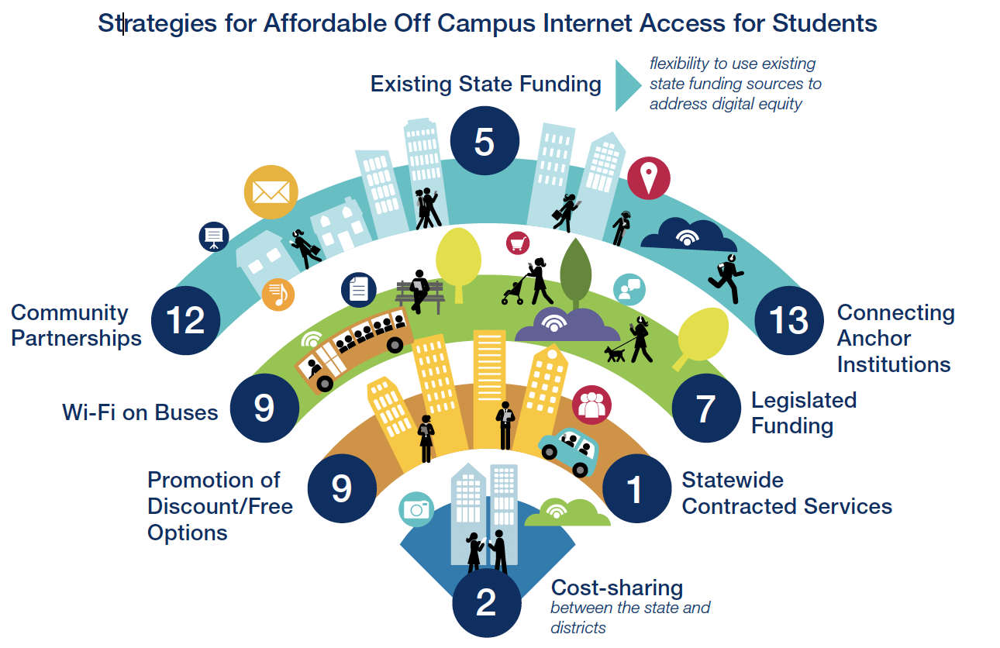 Strategies for Affordable Off Campus Internet Access for Students
Existing State Funding
flexibility to use existing
state funding sources to
address digital equity
5
12
Community
Partnerships
13
Connecting
Anchor
Institutions
Wi-Fi on Buses
9
7
Legislated
Funding
Promotion of
Discount/Free
Options
9
1
Statewide
Contracted Services
2
Cost-sharing
between the state and
districts